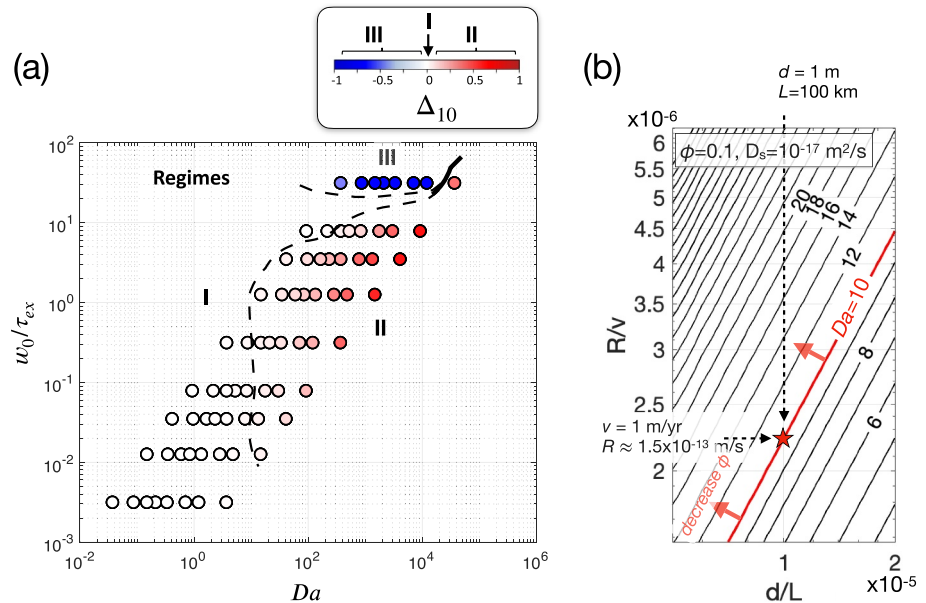 (a)
III
I
II
-1
-0.5
0
0.5
1
Δ₁₀
(b)
d = 1 m
L=100 km
x10⁻⁶
ϕ=0.1, Dₛ=10⁻¹⁷ m²/s
Regimes
III
I
II
10²
10¹
10⁰
10⁻¹
10⁻²
10⁻³
w₀/τₑₓ
10⁻²
10⁰
10²
10⁴
10⁶
Da
6
5.5
5
4.5
4
3.5
3
2.5
2
R/v
20
18
16
14
12
Da=10
8
6
v = 1 m/yr
R ≈ 1.5x10⁻¹³ m/s
decrease ϕ
1
2
x10⁻⁵
d/L